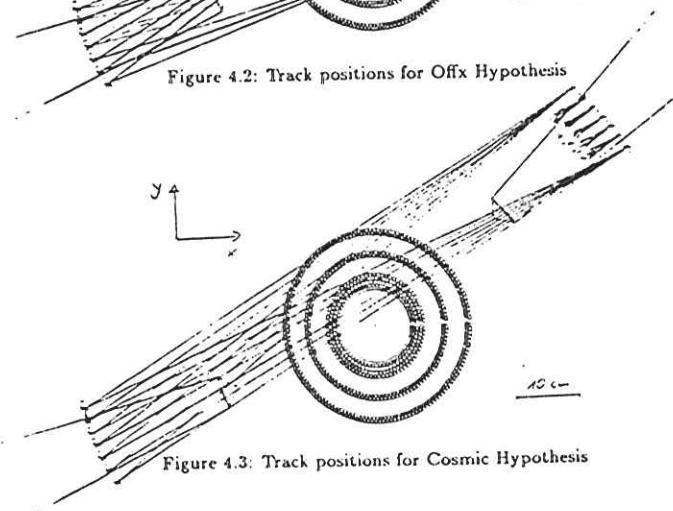 Figure 4.2: Track positions for Offx Hypothesis
y
x
10 cm
Figure 4.3: Track positions for Cosmic Hypothesis